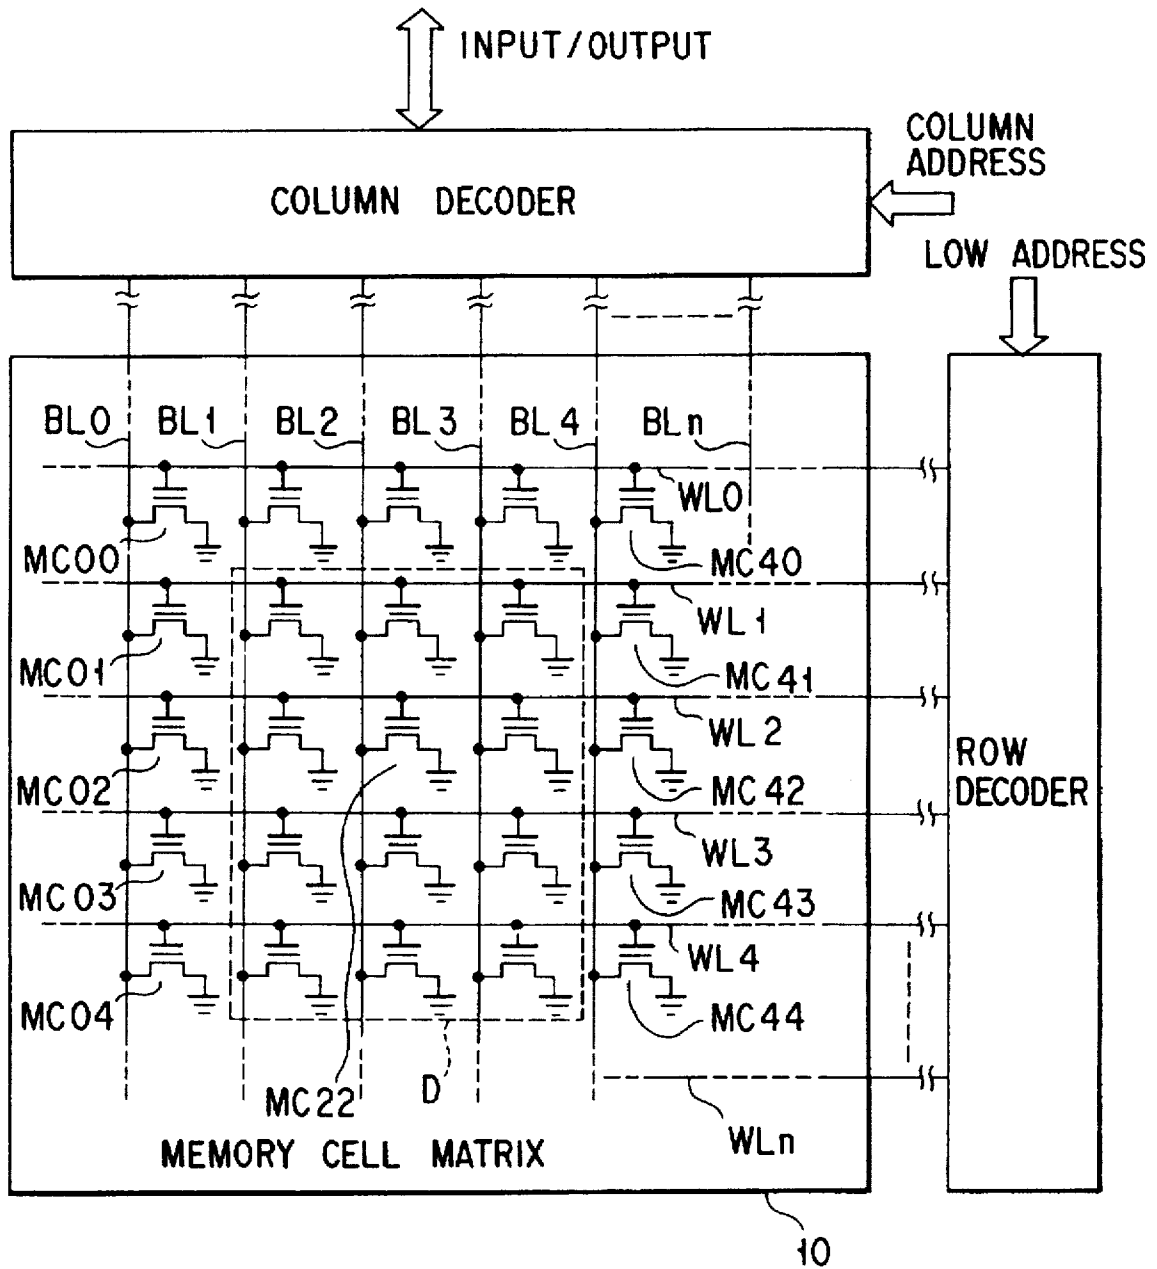 INPUT/OUTPUT
COLUMN
ADDRESS
COLUMN DECODER
LOW ADDRESS
BL0 BL1 BL2 BL3 BL4 BLn
WL0
MC00 MC40
WL1
MC01 MC41
WL2
MC02 MC42
ROW
DECODER
WL3
MC03 MC43
WL4
MC04 MC44
MC22 D
WLn
MEMORY CELL MATRIX
10